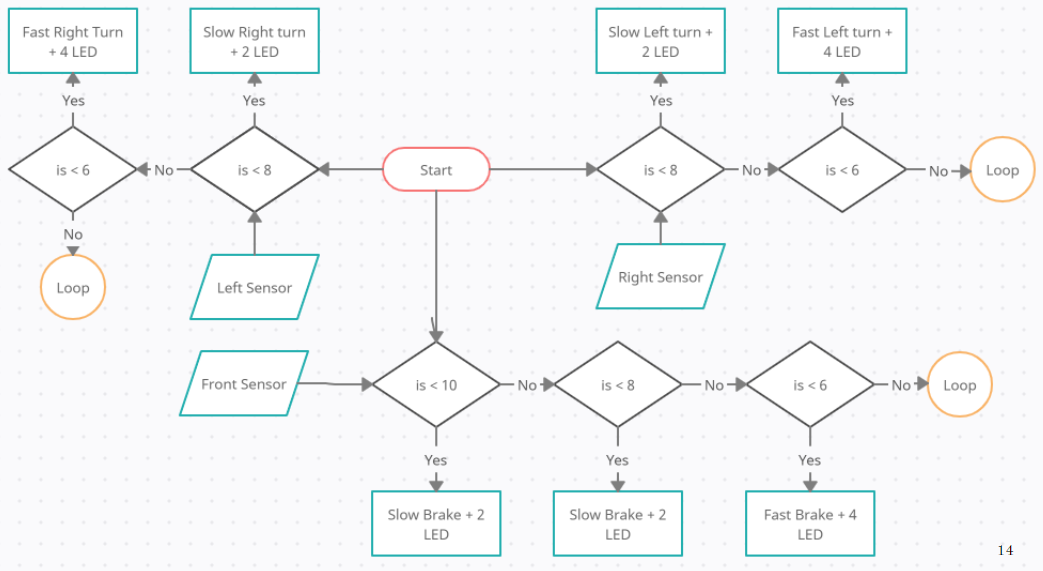 Fast Right Turn
+ 4 LED
Slow Right turn
+ 2 LED
Slow Left turn +
2 LED
Fast Left turn +
4 LED
Yes
Yes
Yes
Yes
is < 6
No
is < 8
Start
is < 8
No
is < 6
No
Loop
No
Loop
Left Sensor
Right Sensor
Front Sensor
is < 10
No
is < 8
No
is < 6
No
Loop
Yes
Yes
Yes
Slow Brake + 2
LED
Slow Brake + 2
LED
Fast Brake + 4
LED
14